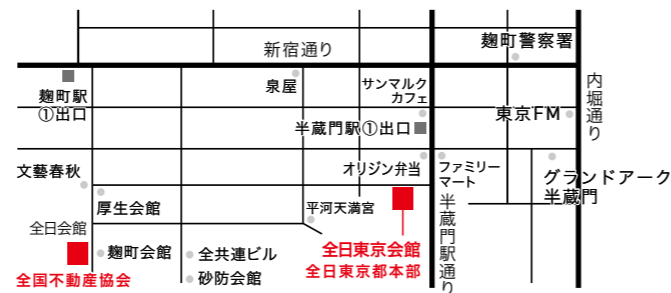 新宿通り
麹町警察署
麹町駅
①出口
泉屋
サンマルク
カフェ
内堀通り
半蔵門駅①出口
東京FM
文藝春秋
オリジン弁当
ファミリー
マート
グランドアーク
半蔵門
厚生会館
平河天満宮
半蔵門駅通り
全日会館
麹町会館
全共連ビル
全日東京会館
全国不動産協会
砂防会館
全日東京都本部